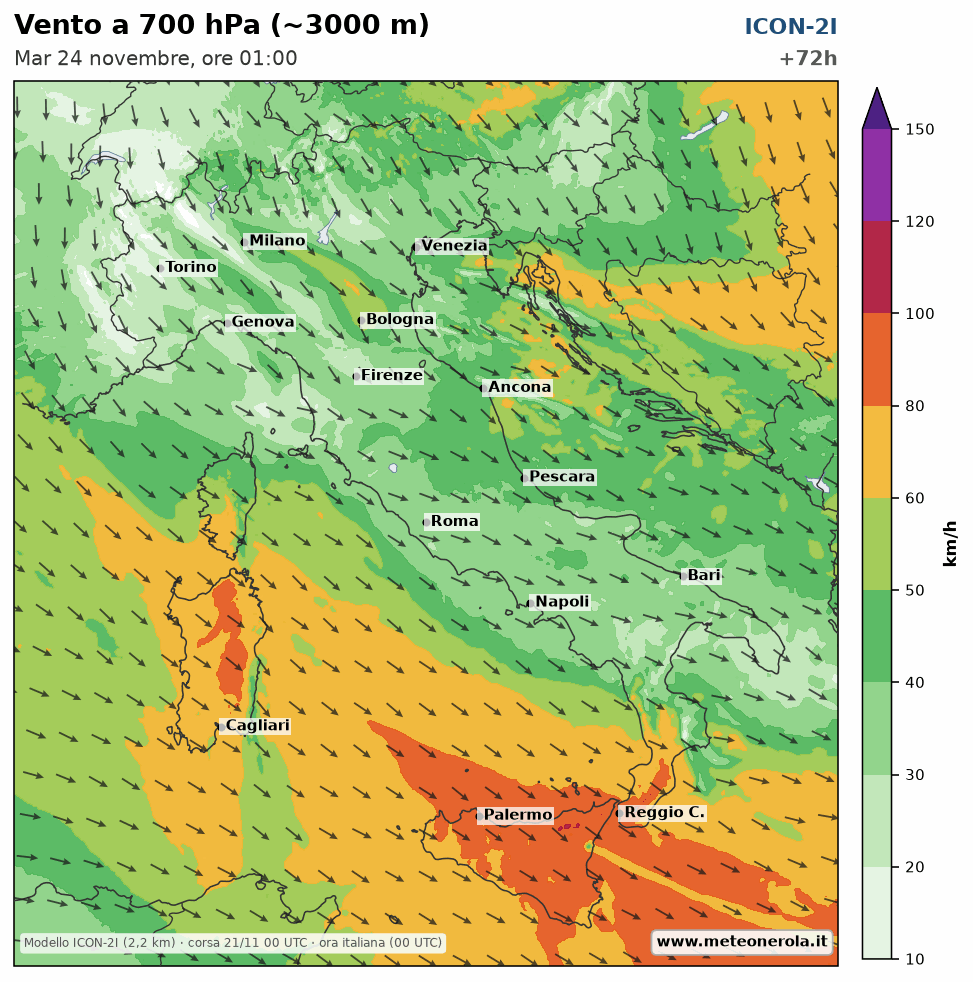 Vento a 700 hPa (~3000 m)
ICON-2I
Mar 24 novembre, ore 01:00
+72h
150
120
100
80
60
50
40
30
20
10
km/h
Milano
Venezia
Torino
Genova
Bologna
Firenze
Ancona
Pescara
Roma
Bari
Napoli
Cagliari
Palermo
Reggio C.
Modello ICON-2I (2,2 km) · corsa 21/11 00 UTC · ora italiana (00 UTC)
www.meteonerola.it